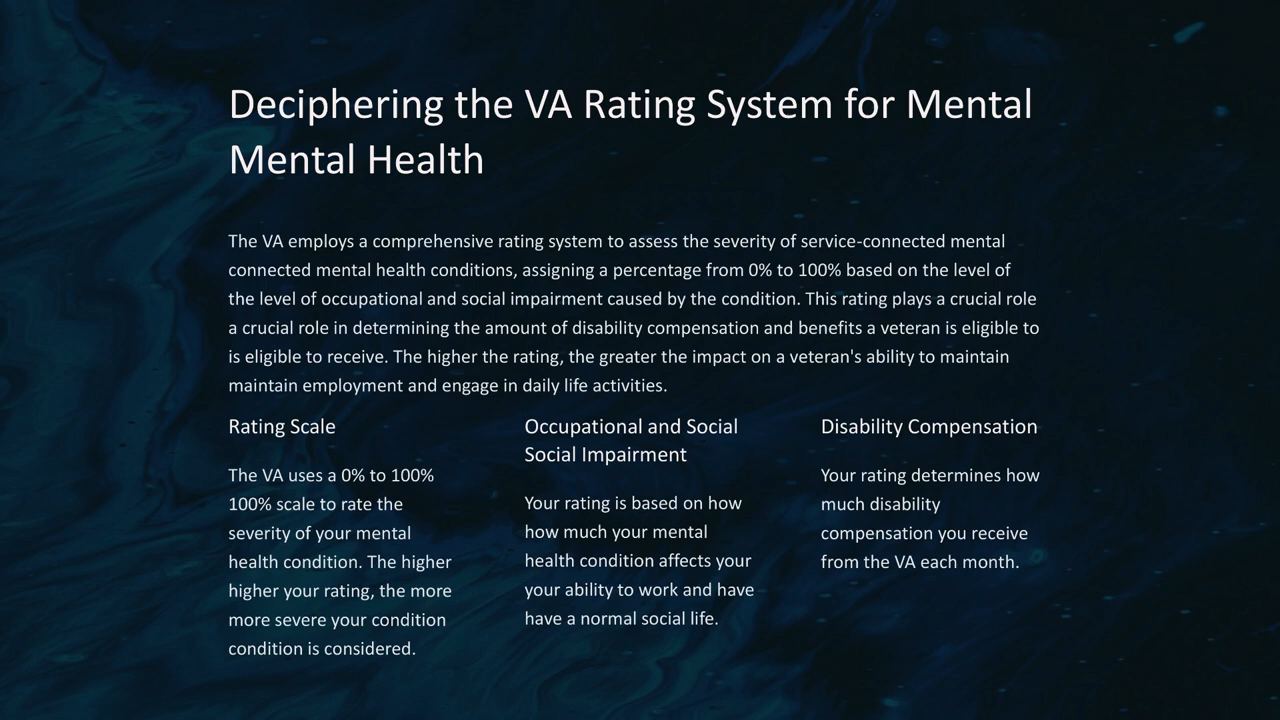 Deciphering the VA Rating System for Mental
Mental Health
The VA employs a comprehensive rating system to assess the severity of service-connected mental
connected mental health conditions, assigning a percentage from 0% to 100% based on the level of
the level of occupational and social impairment caused by the condition. This rating plays a crucial role
a crucial role in determining the amount of disability compensation and benefits a veteran is eligible to
is eligible to receive. The higher the rating, the greater the impact on a veteran's ability to maintain
maintain employment and engage in daily life activities.
Rating Scale
The VA uses a 0% to 100%
100% scale to rate the
severity of your mental
health condition. The higher
higher your rating, the more
more severe your condition
condition is considered.
Occupational and Social
Social Impairment
Your rating is based on how
how much your mental
health condition affects your
your ability to work and have
have a normal social life.
Disability Compensation
Your rating determines how
much disability
compensation you receive
from the VA each month.